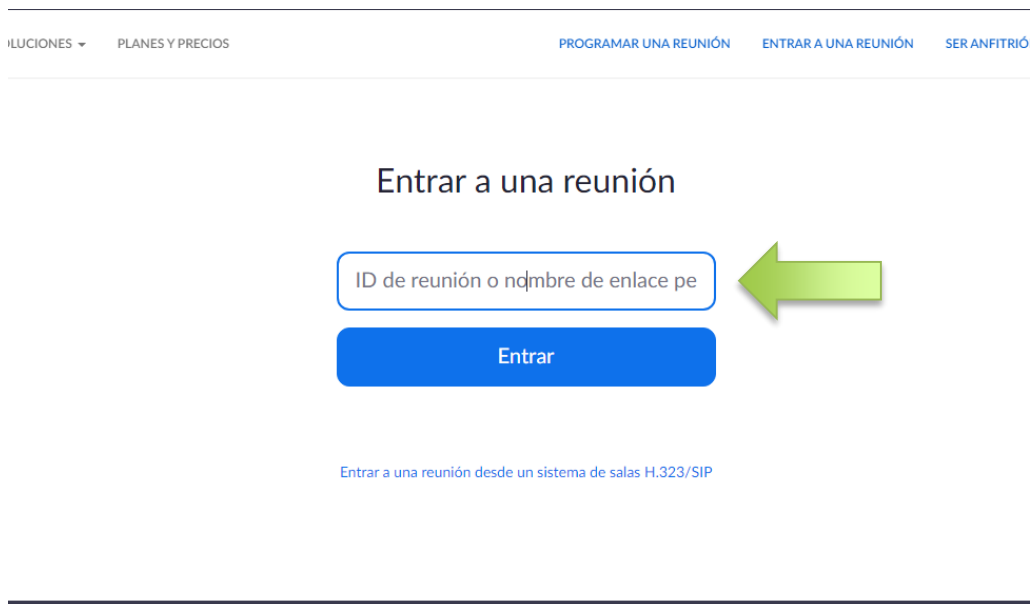 OLUCIONES PLANES Y PRECIOS PROGRAMAR UNA REUNIÓN ENTRAR A UNA REUNIÓN SER ANFITRIÓ
Entrar a una reunión
ID de reunión o nombre de enlace pe
Entrar
Entrar a una reunión desde un sistema de salas H.323/SIP